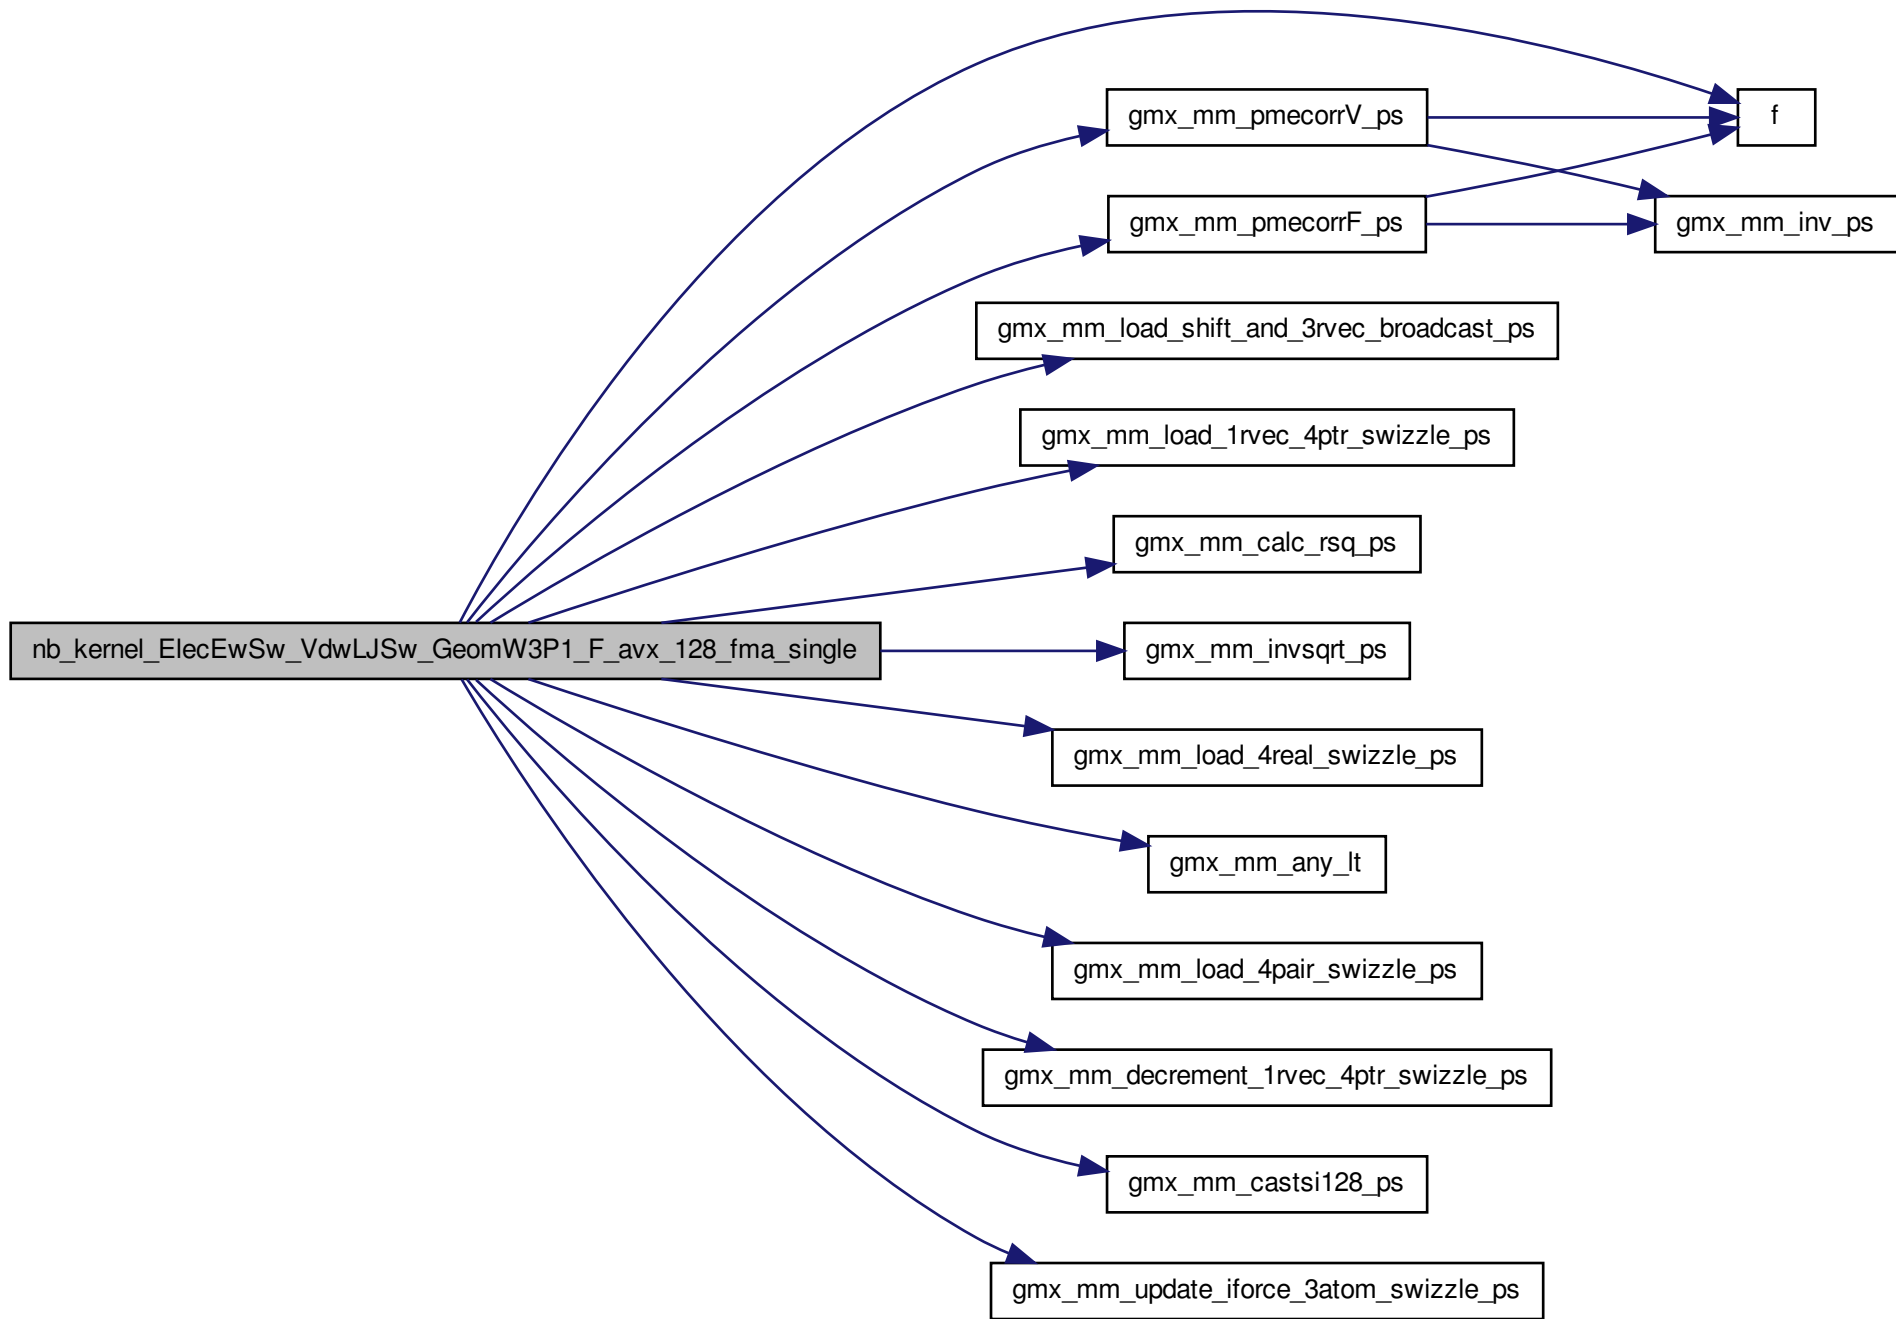 nb_kernel_ElecEwSw_VdwLJSw_GeomW3P1_F_avx_128_fma_single
gmx_mm_pmecorrV_ps
f
gmx_mm_pmecorrF_ps
gmx_mm_inv_ps
gmx_mm_load_shift_and_3rvec_broadcast_ps
gmx_mm_load_1rvec_4ptr_swizzle_ps
gmx_mm_calc_rsq_ps
gmx_mm_invsqrt_ps
gmx_mm_load_4real_swizzle_ps
gmx_mm_any_lt
gmx_mm_load_4pair_swizzle_ps
gmx_mm_decrement_1rvec_4ptr_swizzle_ps
gmx_mm_castsi128_ps
gmx_mm_update_iforce_3atom_swizzle_ps